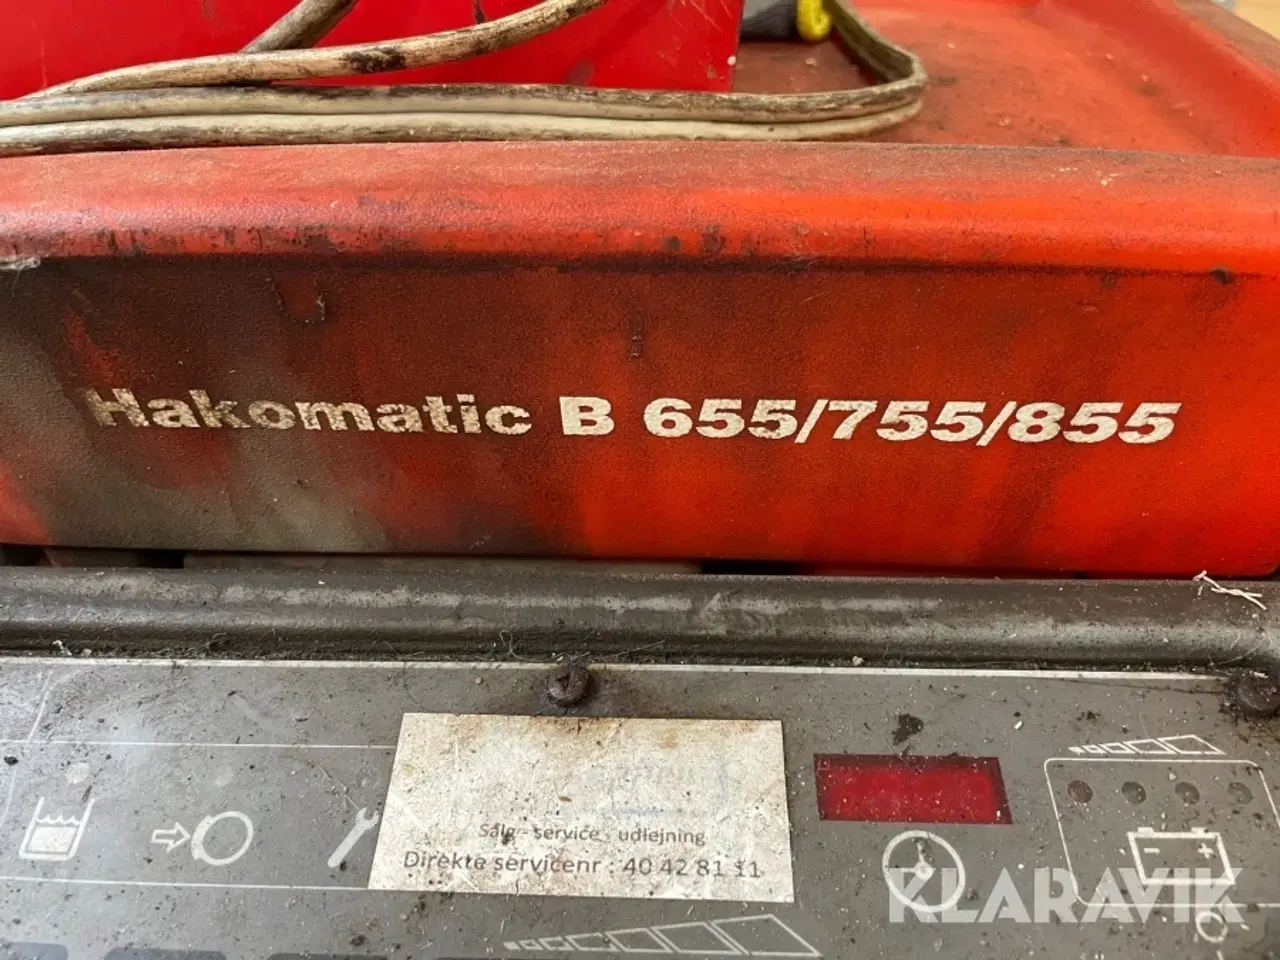 Hakomatic B 655/755/855
Salg - service - udlejning
Direkte servicenr : 40 42 81 11
KLARAVIK